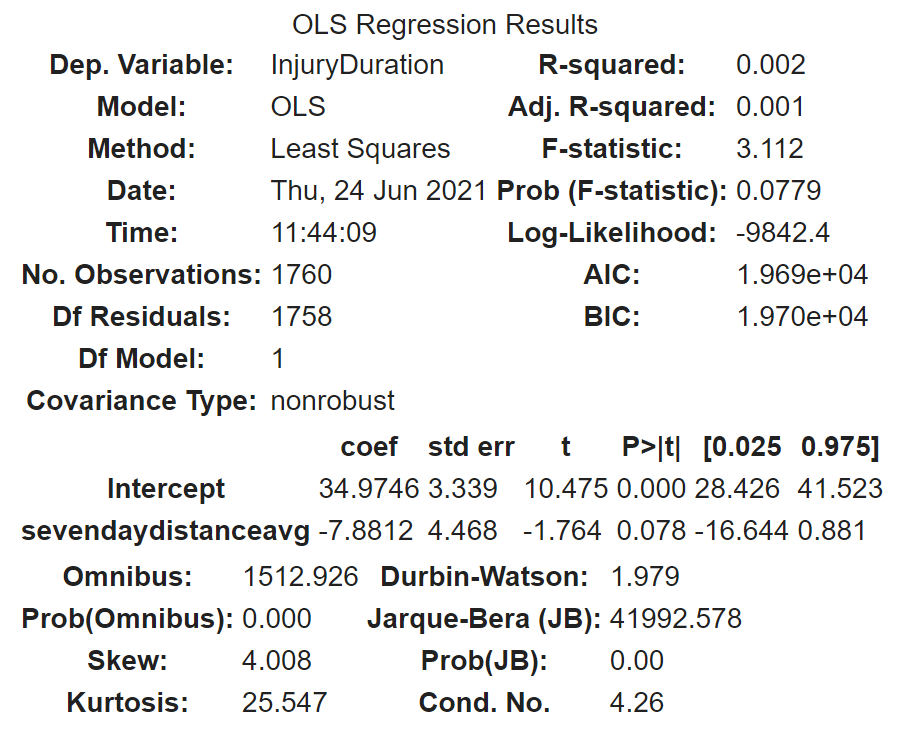 OLS Regression Results
Dep. Variable: InjuryDuration R-squared: 0.002
Model: OLS Adj. R-squared: 0.001
Method: Least Squares F-statistic: 3.112
Date: Thu, 24 Jun 2021 Prob (F-statistic): 0.0779
Time: 11:44:09 Log-Likelihood: -9842.4
No. Observations: 1760 AIC: 1.969e+04
Df Residuals: 1758 BIC: 1.970e+04
Df Model: 1
Covariance Type: nonrobust
coef std err t P>|t| [0.025 0.975]
Intercept 34.9746 3.339 10.475 0.000 28.426 41.523
sevendaydistanceavg -7.8812 4.468 -1.764 0.078 -16.644 0.881
Omnibus: 1512.926 Durbin-Watson: 1.979
Prob(Omnibus): 0.000 Jarque-Bera (JB): 41992.578
Skew: 4.008 Prob(JB): 0.00
Kurtosis: 25.547 Cond. No. 4.26